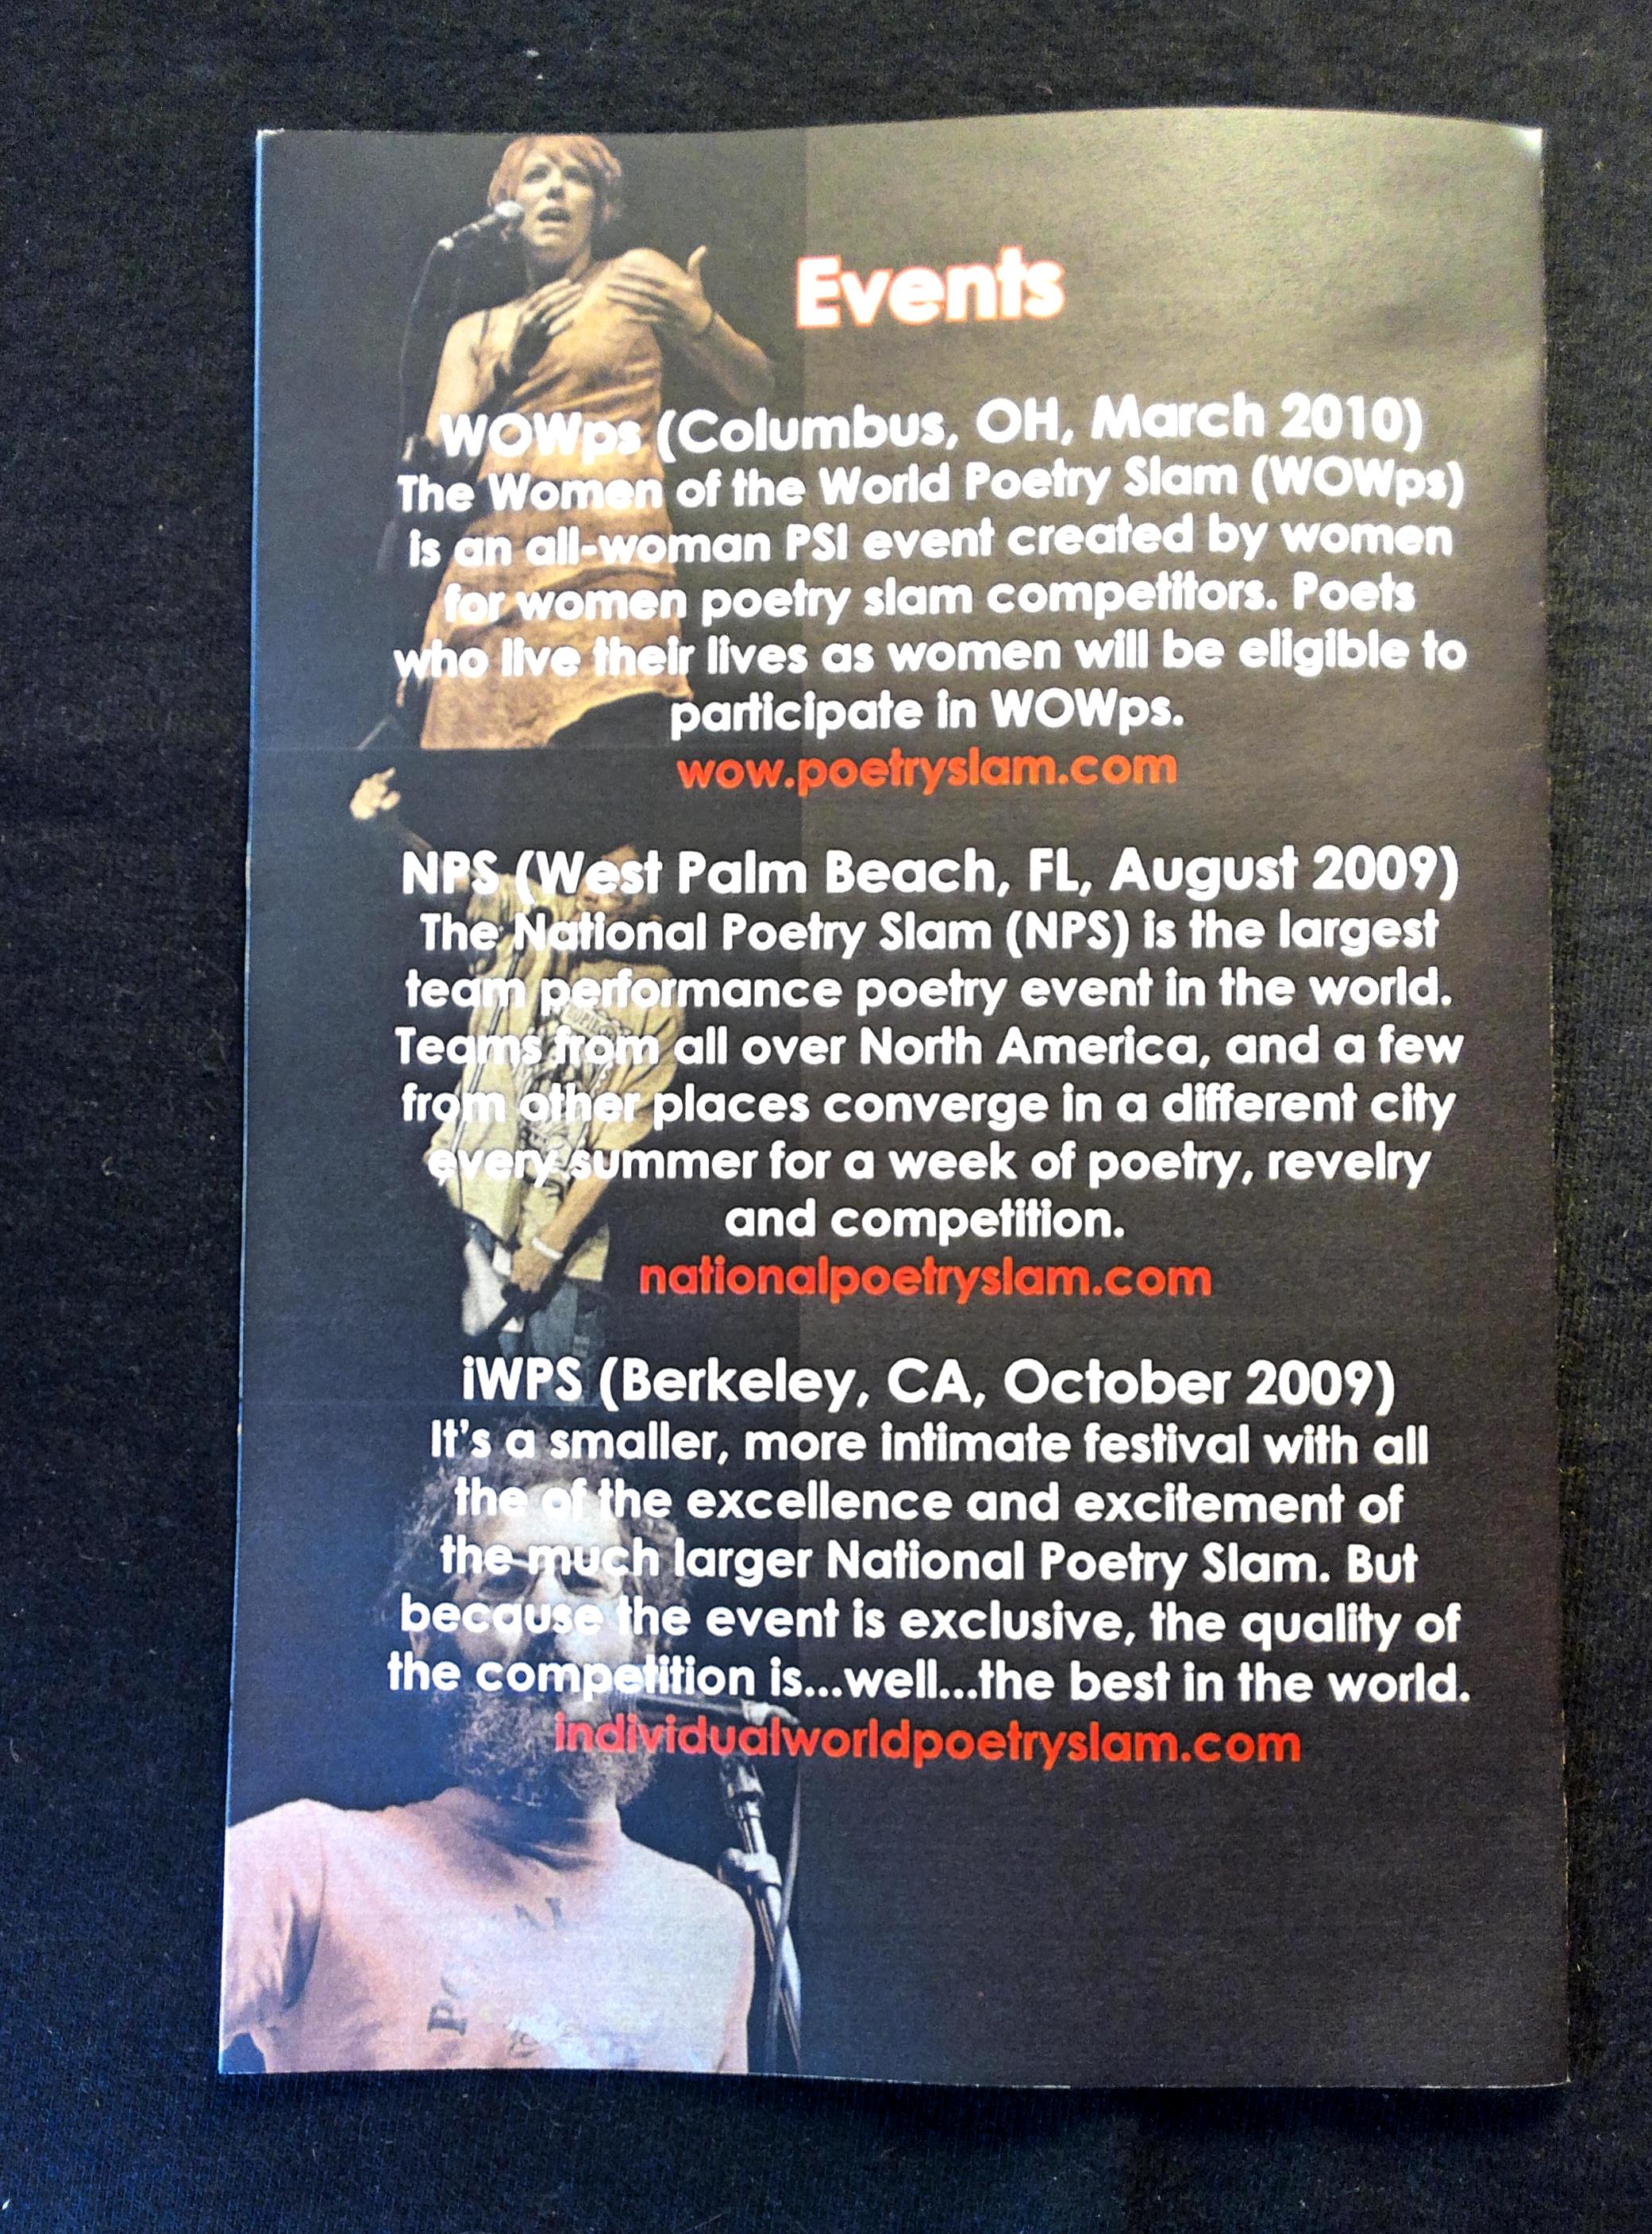 Events
WOWps (Columbus, OH, March 2010)
The Women of the World Poetry Slam (WOWps)
is an all-woman PSI event created by women
for women poetry slam competitors. Poets
who live their lives as women will be eligible to
participate in WOWps.
wow.poetryslam.com
NPS (West Palm Beach, FL, August 2009)
The National Poetry Slam (NPS) is the largest
team performance poetry event in the world.
Teams from all over North America, and a few
from other places converge in a different city
every summer for a week of poetry, revelry
and competition.
nationalpoetryslam.com
iWPS (Berkeley, CA, October 2009)
It's a smaller, more intimate festival with all
the of the excellence and excitement of
the much larger National Poetry Slam. But
because the event is exclusive, the quality of
the competition is...well...the best in the world.
individualworldpoetryslam.com